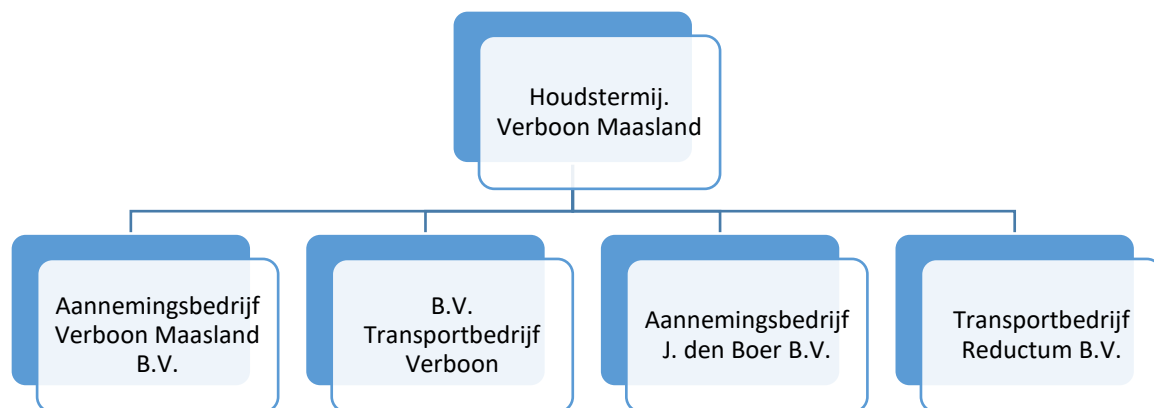 Houdstermij.
Verboon Maasland
Aannemingsbedrijf
Verboon Maasland
B.V.
B.V.
Transportbedrijf
Verboon
Aannemingsbedrijf
J. den Boer B.V.
Transportbedrijf
Reductum B.V.